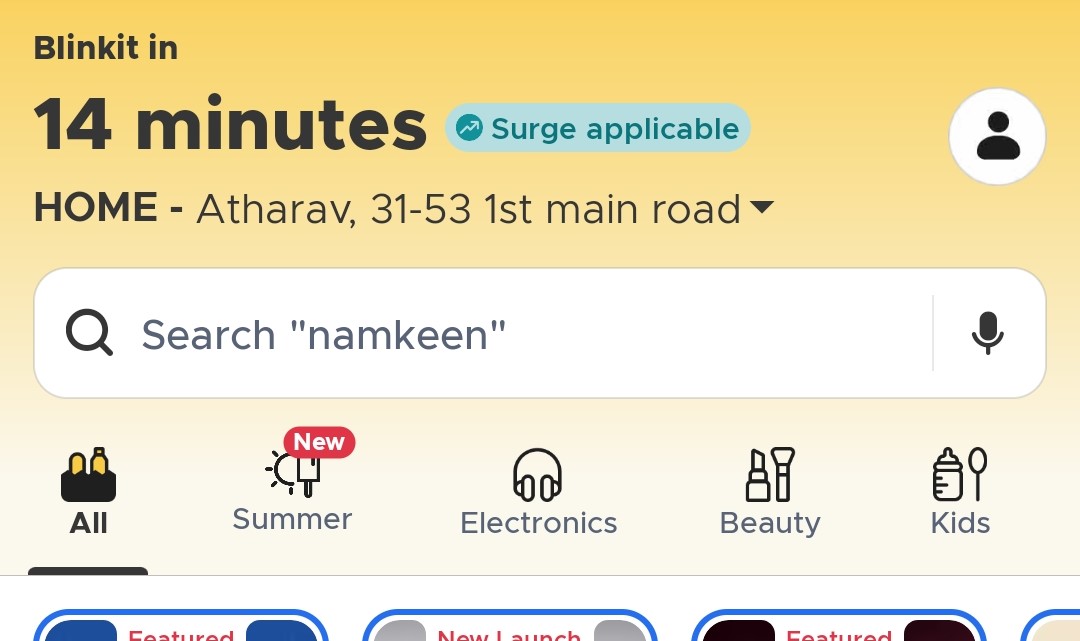 Blinkit in
14 minutes Surge applicable
HOME - Atharav, 31-53 1st main road
Search "namkeen"
New
All Summer Electronics Beauty Kids
Featured New Launch Featured